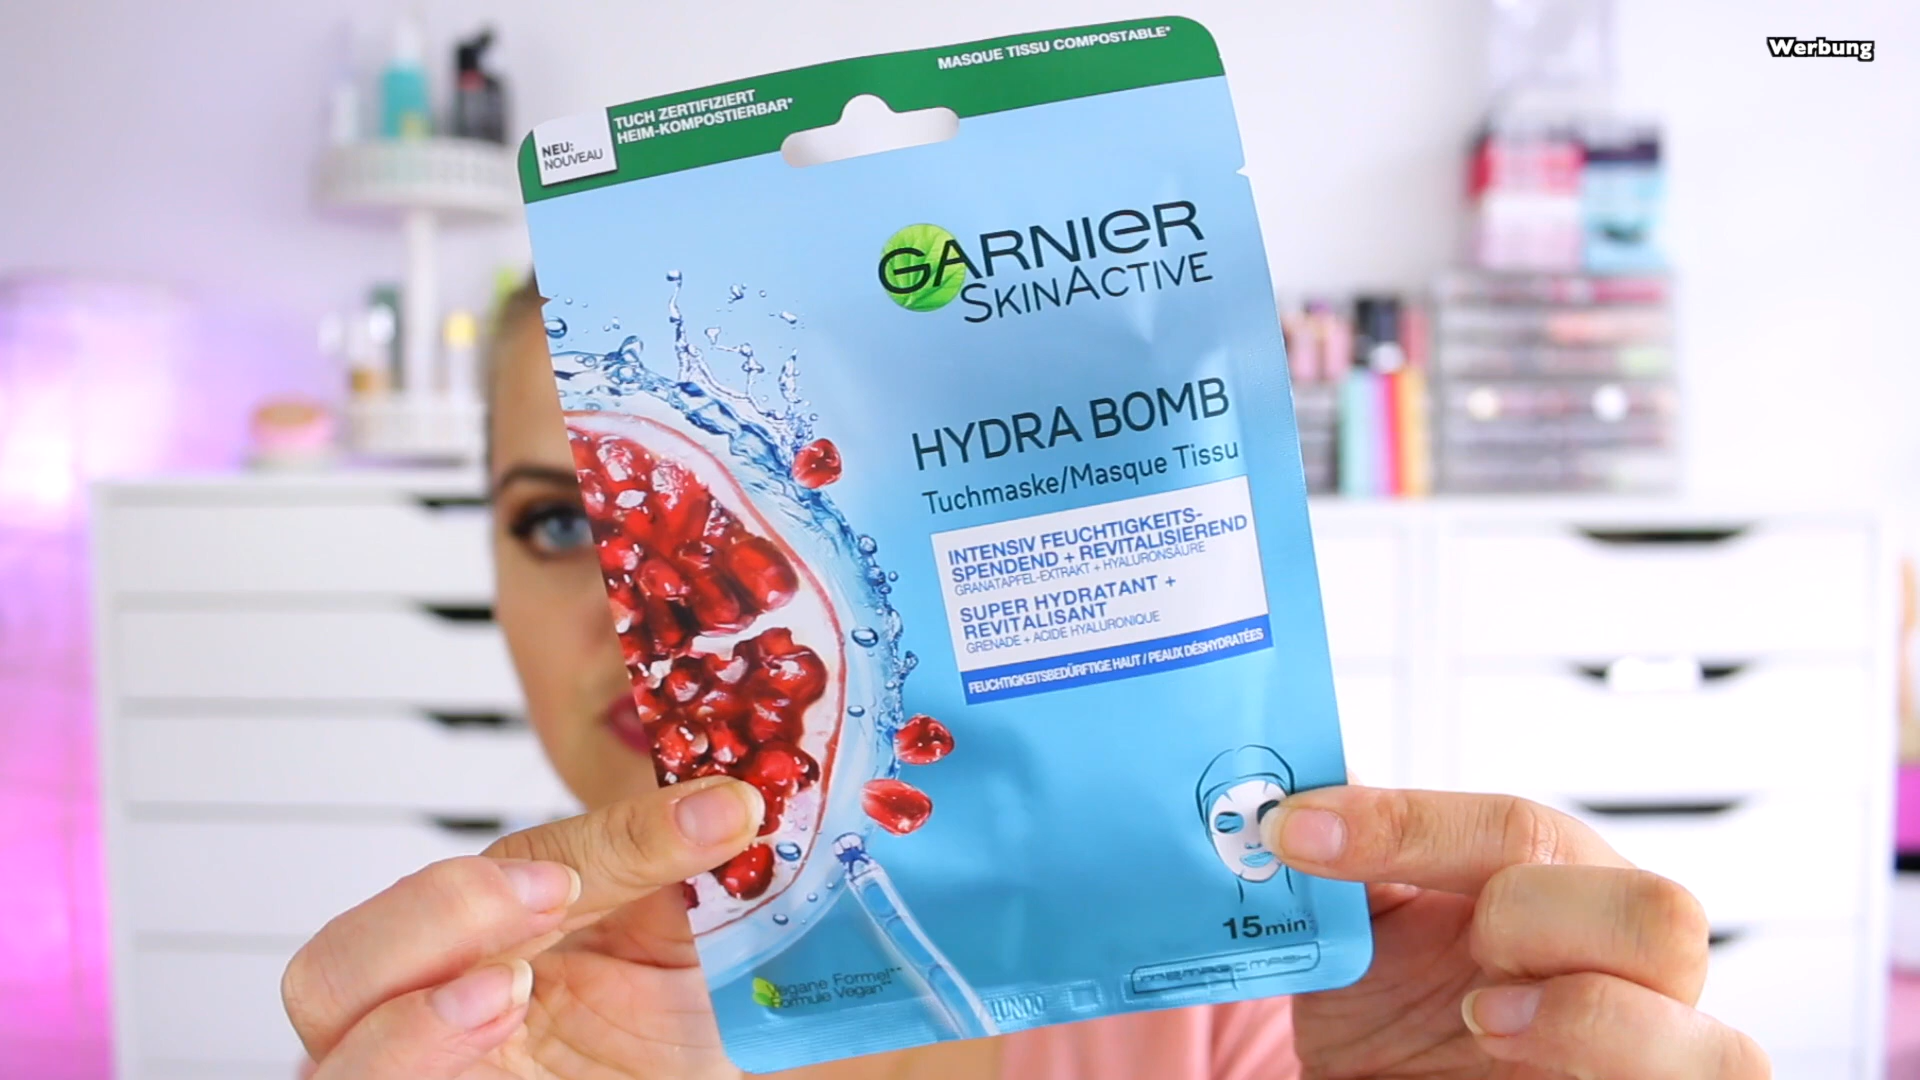 Werbung
MASQUE TISSU COMPOSTABLE*
TUCH ZERTIFIZIERT
HEIM-KOMPOSTIERBAR*
NEU:
NOUVEAU
GARNIER
SKINACTIVE
HYDRA BOMB
Tuchmaske/Masque Tissu
INTENSIV FEUCHTIGKEITS-
SPENDEND + REVITALISIEREND
GRANATAPFEL-EXTRAKT + HYALURONSÄURE
SUPER HYDRATANT +
REVITALISANT
GRENADE + ACIDE HYALURONIQUE
FEUCHTIGKEITSBEDÜRFTIGE HAUT / PEAUX DÉSHYDRATÉES
15min
Vegane Formel**
Formule Vegan**